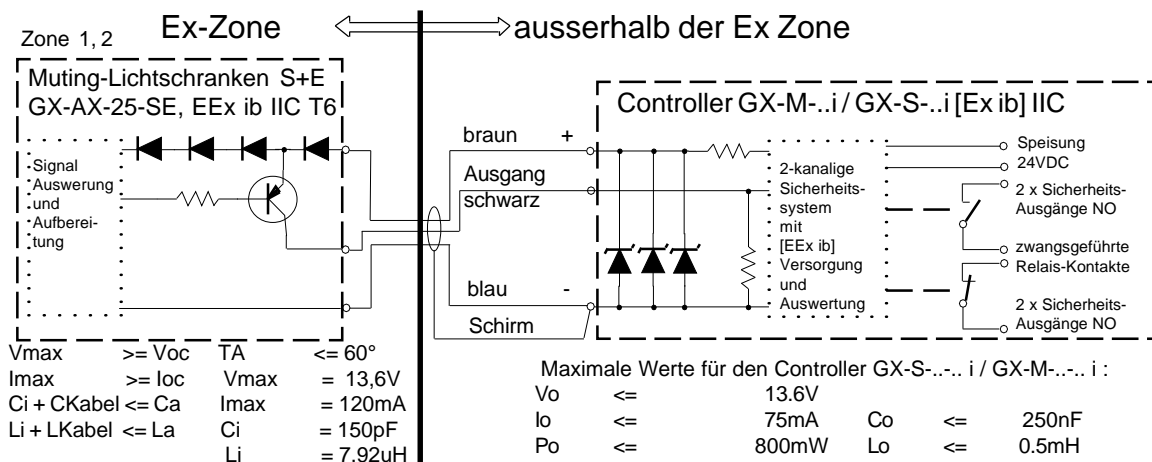 Ex-Zone
ausserhalb der Ex Zone
Zone 1, 2
Muting-Lichtschranken S+E
GX-AX-25-SE, EEx ib IIC T6
Signal
Auswerung
und
Aufberei-
tung
braun +
Ausgang
schwarz
blau -
Schirm
Controller GX-M-..i / GX-S-..i [Ex ib] IIC
2-kanalige
Sicherheits-
system
mit
[EEx ib]
Versorgung
und
Auswertung
Speisung
24VDC
2 x Sicherheits-
Ausgänge NO
zwangsgeführte
Relais-Kontakte
2 x Sicherheits-
Ausgänge NO
Vmax >= Voc TA <= 60°
Imax >= Ioc Vmax = 13,6V
Ci + CKabel <= Ca Imax = 120mA
Li + LKabel <= La Ci = 150pF
Li = 7.92uH
Maximale Werte für den Controller GX-S-..-.. i / GX-M-..-.. i :
Vo <= 13.6V
Io <= 75mA Co <= 250nF
Po <= 800mW Lo <= 0.5mH